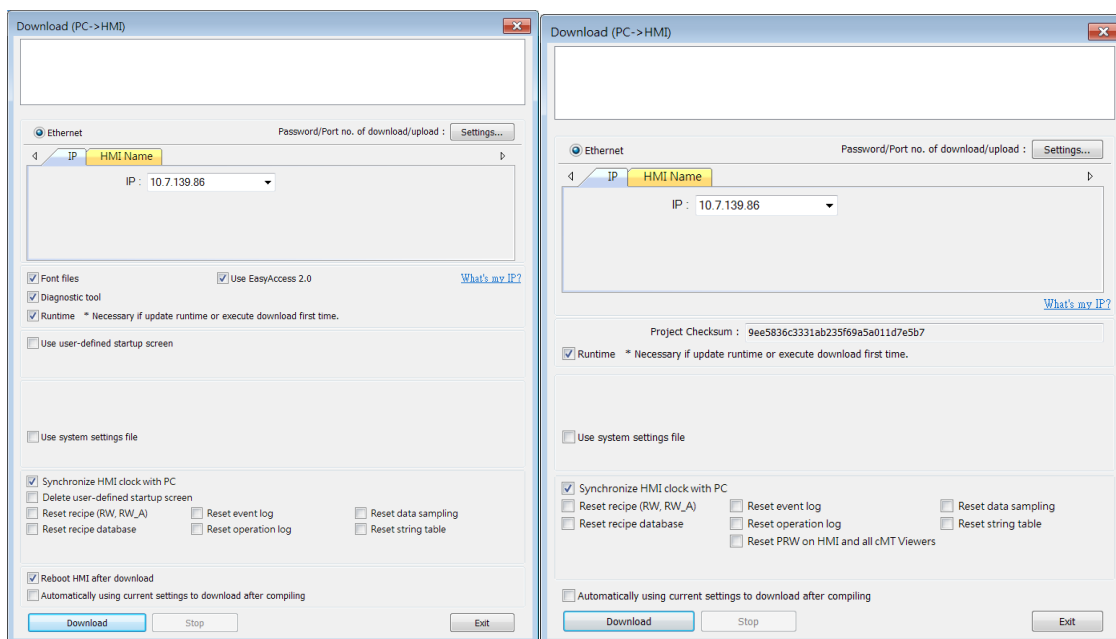 Download (PC->HMI)
Ethernet Password/Port no. of download/upload : Settings...
IP HMI Name
IP : 10.7.139.86
Font files Use EasyAccess 2.0 What's my IP?
Diagnostic tool
Runtime * Necessary if update runtime or execute download first time.
Use user-defined startup screen
Use system settings file
Synchronize HMI clock with PC
Delete user-defined startup screen
Reset recipe (RW, RW_A) Reset event log Reset data sampling
Reset recipe database Reset operation log Reset string table
Reboot HMI after download
Automatically using current settings to download after compiling
Download Stop Exit
Download (PC->HMI)
Ethernet Password/Port no. of download/upload : Settings...
IP HMI Name
IP : 10.7.139.86
What's my IP?
Project Checksum : 9ee5836c3331ab235f69a5a011d7e5b7
Runtime * Necessary if update runtime or execute download first time.
Use system settings file
Synchronize HMI clock with PC
Reset recipe (RW, RW_A) Reset event log Reset data sampling
Reset recipe database Reset operation log Reset string table
Reset PRW on HMI and all cMT Viewers
Automatically using current settings to download after compiling
Download Stop Exit